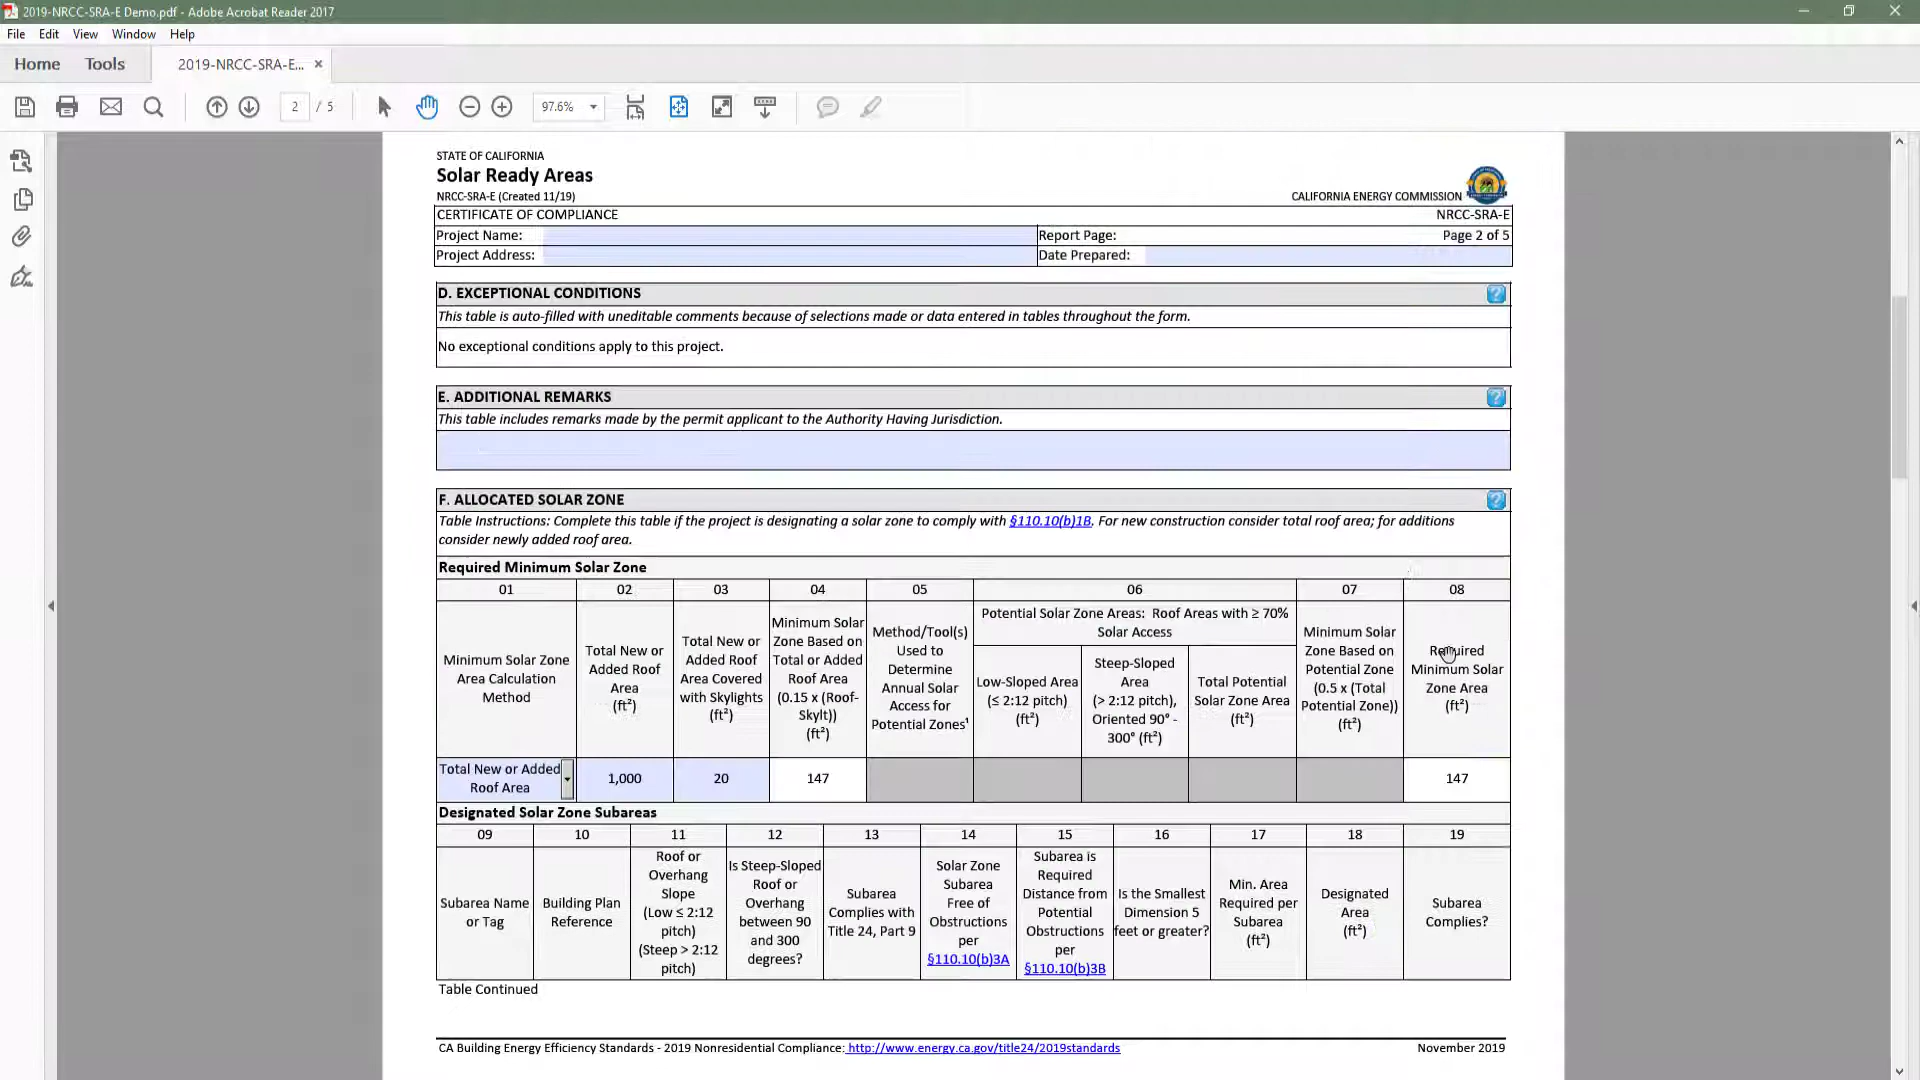 2019-NRCC-SRA-E Demo.pdf - Adobe Acrobat Reader 2017
File Edit View Window Help
Home Tools 2019-NRCC-SRA-E... ×
2 / 5 97.6%
STATE OF CALIFORNIA
Solar Ready Areas
NRCC-SRA-E (Created 11/19) CALIFORNIA ENERGY COMMISSION
CERTIFICATE OF COMPLIANCE NRCC-SRA-E
Project Name: Report Page: Page 2 of 5
Project Address: Date Prepared:
D. EXCEPTIONAL CONDITIONS ?
This table is auto-filled with uneditable comments because of selections made or data entered in tables throughout the form.
No exceptional conditions apply to this project.
E. ADDITIONAL REMARKS ?
This table includes remarks made by the permit applicant to the Authority Having Jurisdiction.
F. ALLOCATED SOLAR ZONE ?
Table Instructions: Complete this table if the project is designating a solar zone to comply with §110.10(b)1B. For new construction consider total roof area; for additions
consider newly added roof area.
Required Minimum Solar Zone
01 02 03 04 05 06 07 08
Minimum Solar Zone
Area Calculation
Method
Total New or
Added Roof
Area
(ft²)
Total New or
Added Roof
Area Covered
with Skylights
(ft²)
Minimum Solar
Zone Based on
Total or Added
Roof Area
(0.15 x (Roof-
Skylt))
(ft²)
Method/Tool(s)
Used to
Determine
Annual Solar
Access for
Potential Zones¹
Potential Solar Zone Areas: Roof Areas with ≥ 70%
Solar Access
Low-Sloped Area
(≤ 2:12 pitch)
(ft²)
Steep-Sloped
Area
(> 2:12 pitch),
Oriented 90° -
300° (ft²)
Total Potential
Solar Zone Area
(ft²)
Minimum Solar
Zone Based on
Potential Zone
(0.5 x (Total
Potential Zone))
(ft²)
Required
Minimum Solar
Zone Area
(ft²)
Total New or Added
Roof Area
1,000 20 147 147
Designated Solar Zone Subareas
09 10 11 12 13 14 15 16 17 18 19
Subarea Name
or Tag
Building Plan
Reference
Roof or
Overhang
Slope
(Low ≤ 2:12
pitch)
(Steep > 2:12
pitch)
Is Steep-Sloped
Roof or
Overhang
between 90
and 300
degrees?
Subarea
Complies with
Title 24, Part 9
Solar Zone
Subarea
Free of
Obstructions
per
§110.10(b)3A
Subarea is
Required
Distance from
Potential
Obstructions
per
§110.10(b)3B
Is the Smallest
Dimension 5
feet or greater?
Min. Area
Required per
Subarea
(ft²)
Designated
Area
(ft²)
Subarea
Complies?
Table Continued
CA Building Energy Efficiency Standards - 2019 Nonresidential Compliance: http://www.energy.ca.gov/title24/2019standards November 2019